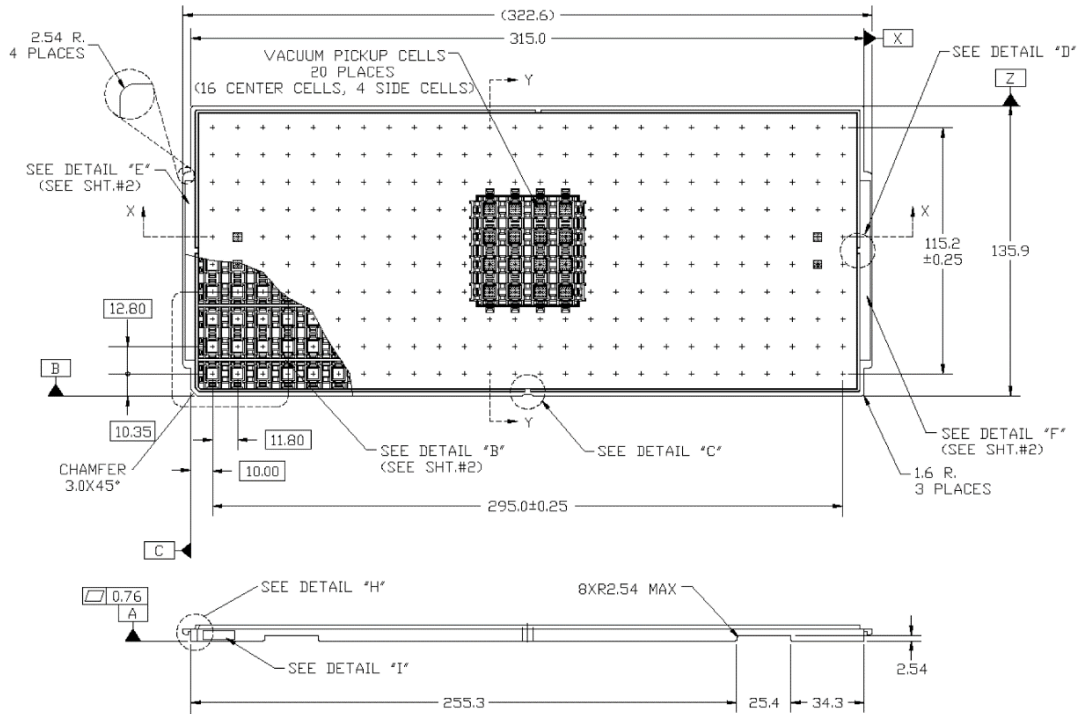 (322.6)
315.0
X
2.54 R.
4 PLACES
VACUUM PICKUP CELLS
20 PLACES
(16 CENTER CELLS, 4 SIDE CELLS)
Y
SEE DETAIL "D"
Z
SEE DETAIL "E"
(SEE SHT.#2)
X
X
115.2
±0.25
135.9
12.80
B
10.35
11.80
10.00
Y
CHAMFER
3.0X45°
SEE DETAIL "B"
(SEE SHT.#2)
SEE DETAIL "C"
SEE DETAIL "F"
(SEE SHT.#2)
1.6 R.
3 PLACES
295.0±0.25
C
0.76
A
SEE DETAIL "H"
8XR2.54 MAX
SEE DETAIL "I"
2.54
255.3
25.4
34.3